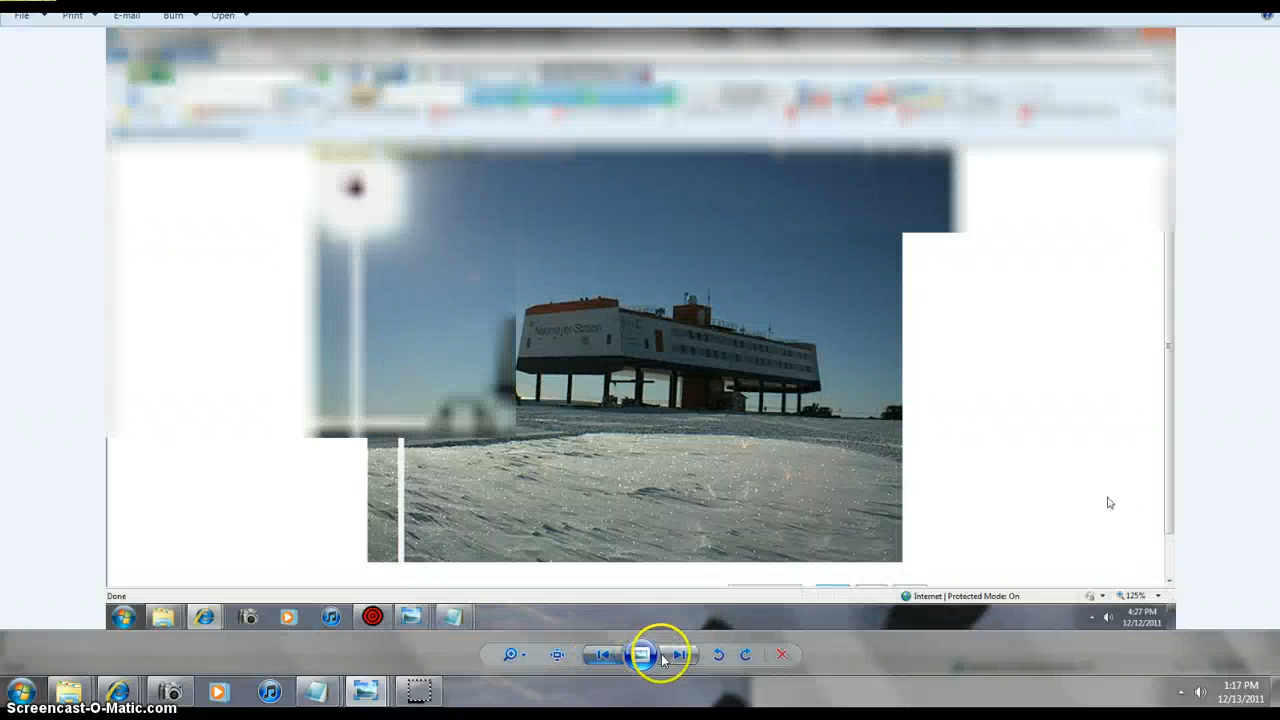 File Print E-mail Burn Open
Neumayer-Station
Done
Internet | Protected Mode: On
125%
4:27 PM
12/12/2011
1:17 PM
12/13/2011
Screencast-O-Matic.com